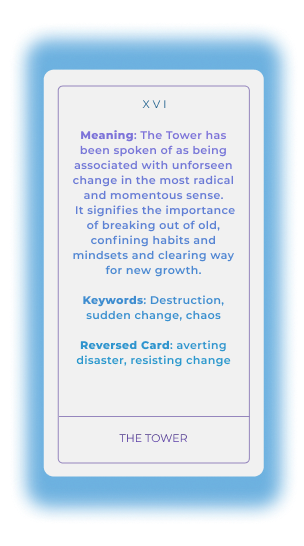 XVI
Meaning: The Tower has
been spoken of as being
associated with unforseen
change in the most radical
and momentous sense.
It signifies the importance
of breaking out of old,
confining habits and
mindsets and clearing way
for new growth.
Keywords: Destruction,
sudden change, chaos
Reversed Card: averting
disaster, resisting change
THE TOWER